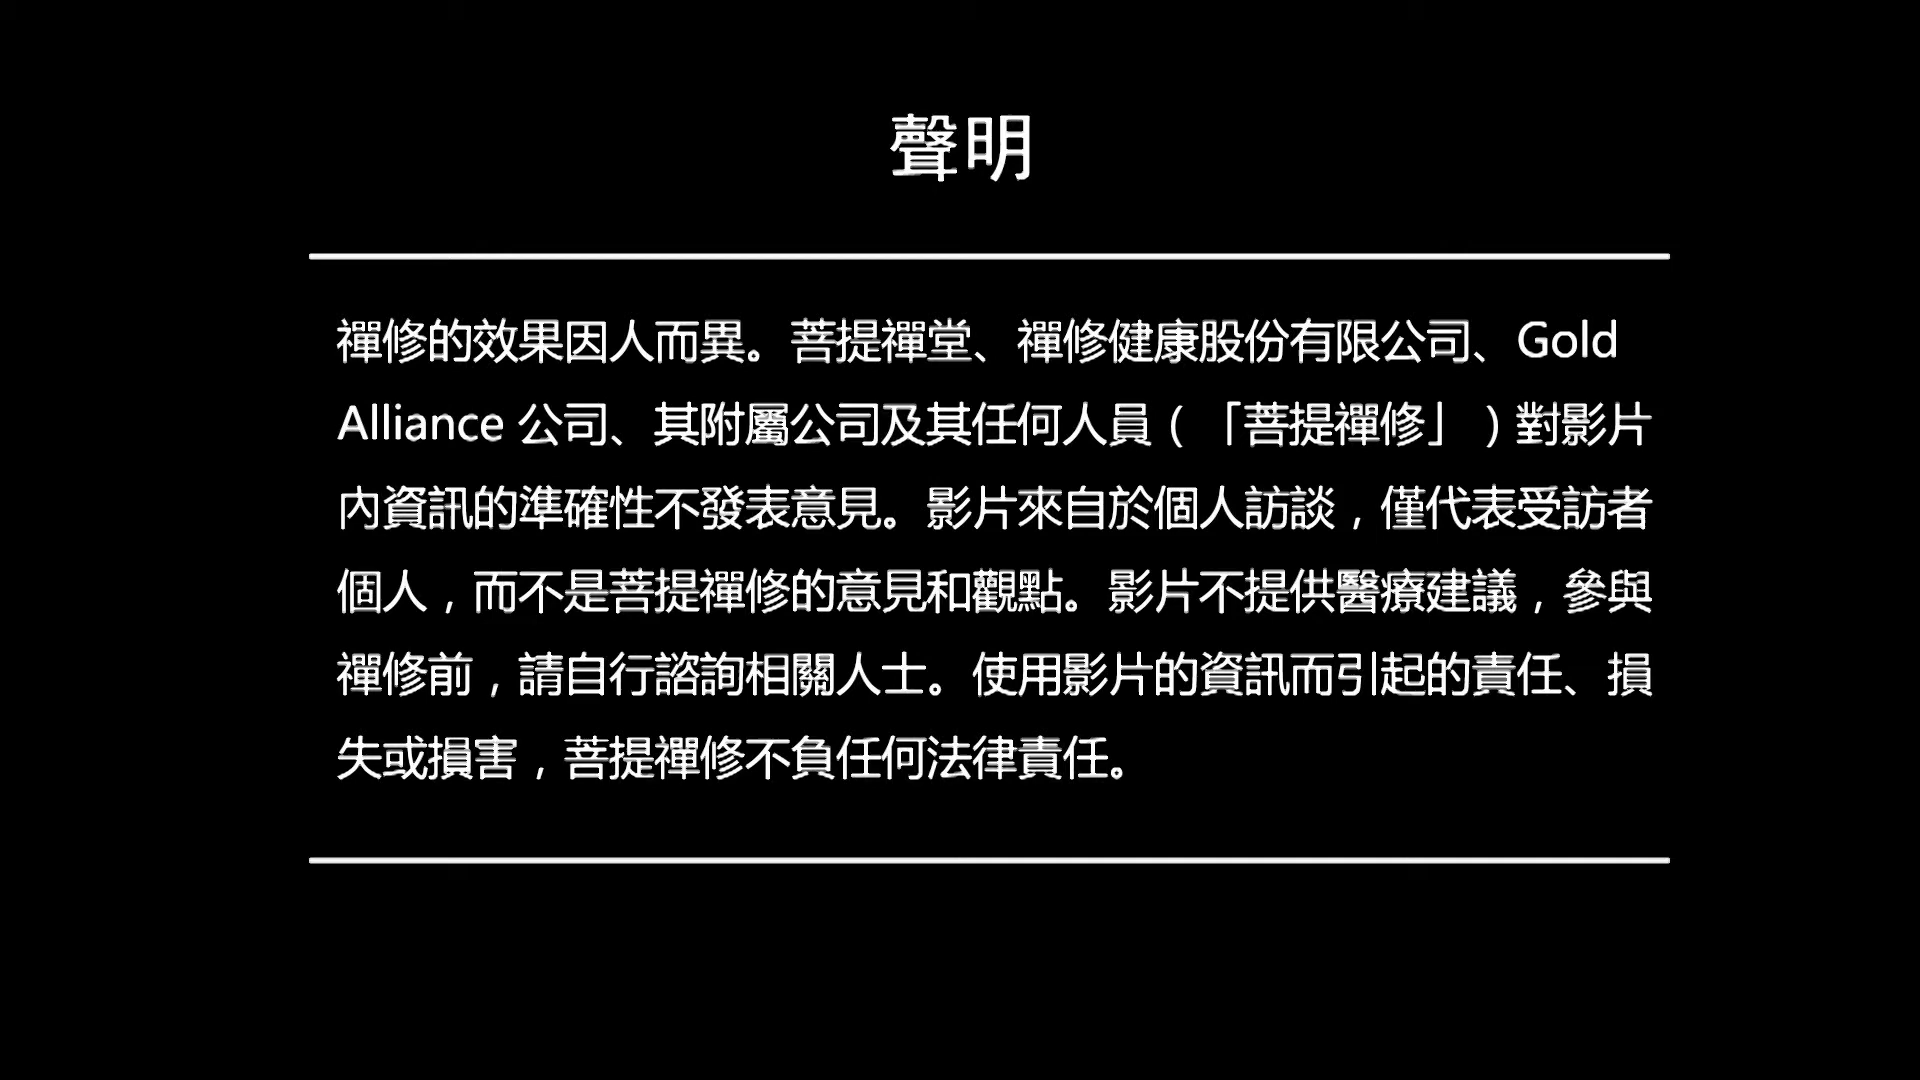 聲明
禪修的效果因人而異。菩提禪堂、禪修健康股份有限公司、Gold
Alliance 公司、其附屬公司及其任何人員（「菩提禪修」）對影片
內資訊的準確性不發表意見。影片來自於個人訪談，僅代表受訪者
個人，而不是菩提禪修的意見和觀點。影片不提供醫療建議，參與
禪修前，請自行諮詢相關人士。使用影片的資訊而引起的責任、損
失或損害，菩提禪修不負任何法律責任。